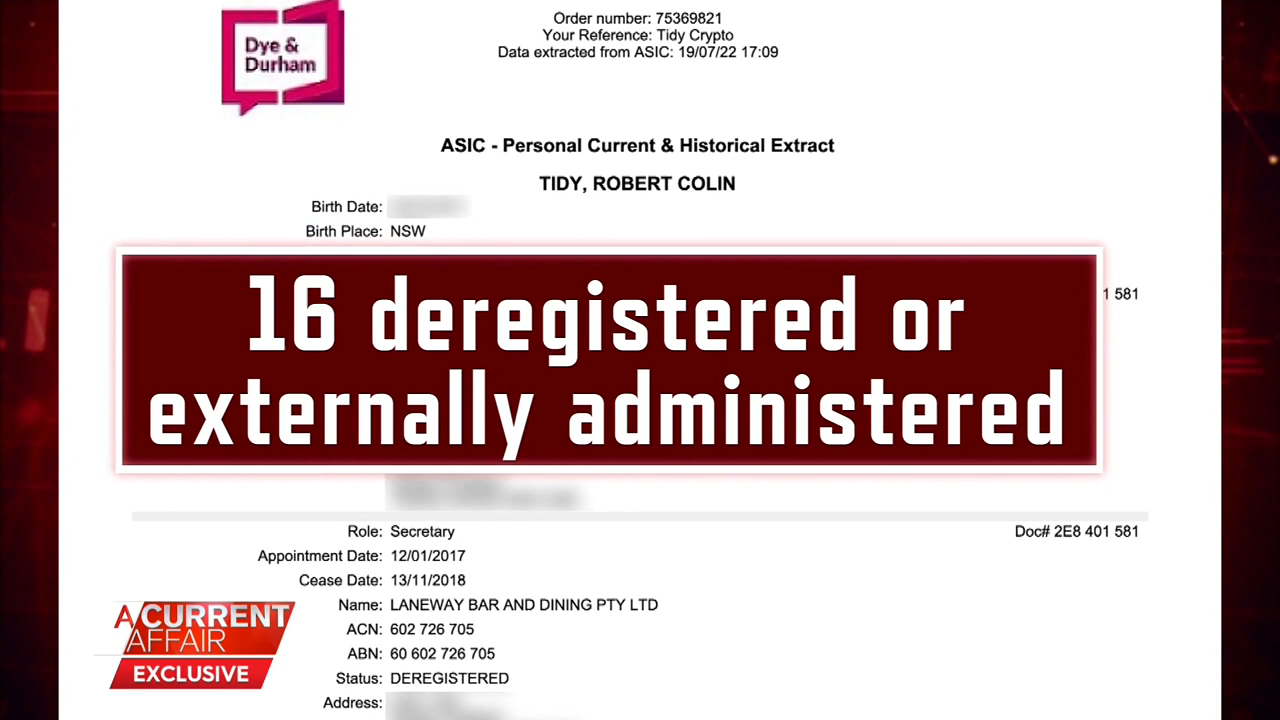 Dye &
Durham
Order number: 75369821
Your Reference: Tidy Crypto
Data extracted from ASIC: 19/07/22 17:09
ASIC - Personal Current & Historical Extract
TIDY, ROBERT COLIN
Birth Date:
Birth Place: NSW
1 581
16 deregistered or
externally administered
Role: Secretary Doc# 2E8 401 581
Appointment Date: 12/01/2017
Cease Date: 13/11/2018
Name: LANEWAY BAR AND DINING PTY LTD
ACN: 602 726 705
ABN: 60 602 726 705
Status: DEREGISTERED
Address:
A CURRENT
AFFAIR
EXCLUSIVE